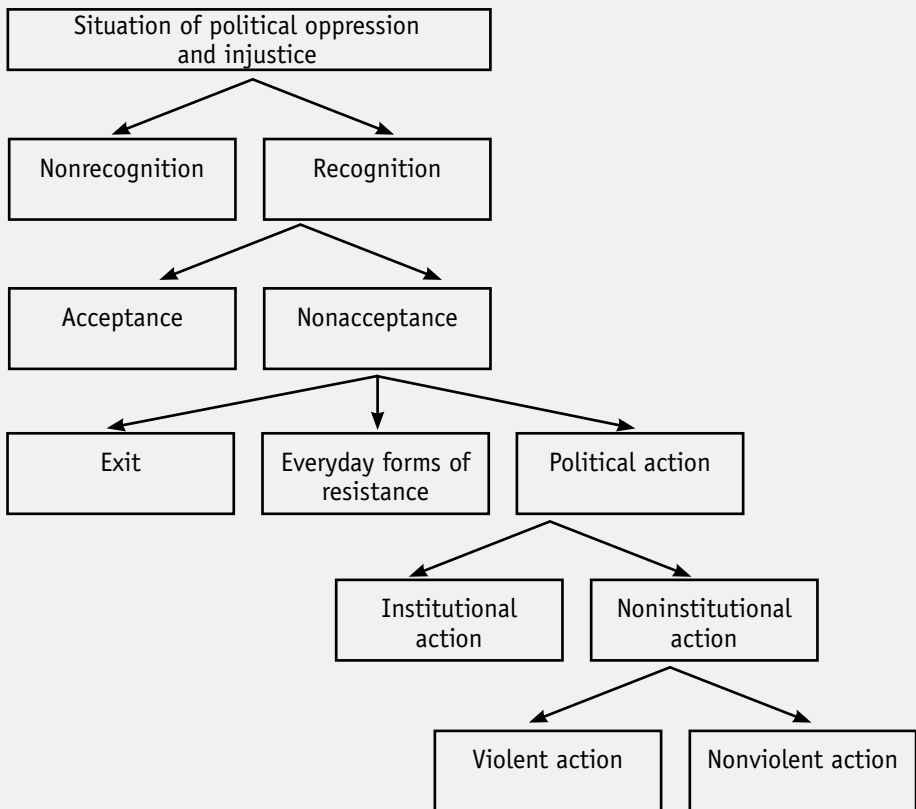 Situation of political oppression
and injustice
Nonrecognition
Recognition
Acceptance
Nonacceptance
Exit
Everyday forms of
resistance
Political action
Institutional
action
Noninstitutional
action
Violent action
Nonviolent action